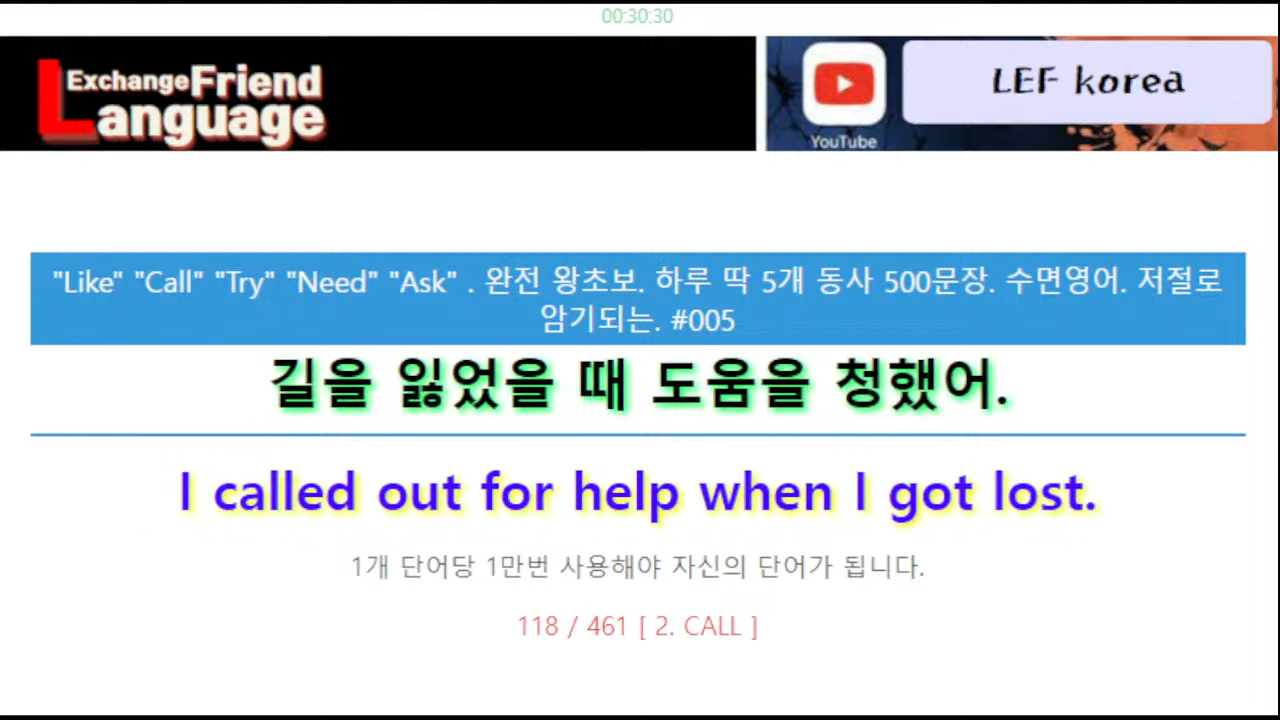 00:30:30
ExchangeFriend
Language
LEF korea
YouTube
"Like" "Call" "Try" "Need" "Ask" . 완전 왕초보. 하루 딱 5개 동사 500문장. 수면영어. 저절로
암기되는. #005
길을 잃었을 때 도움을 청했어.
I called out for help when I got lost.
1개 단어당 1만번 사용해야 자신의 단어가 됩니다.
118 / 461 [ 2. CALL ]